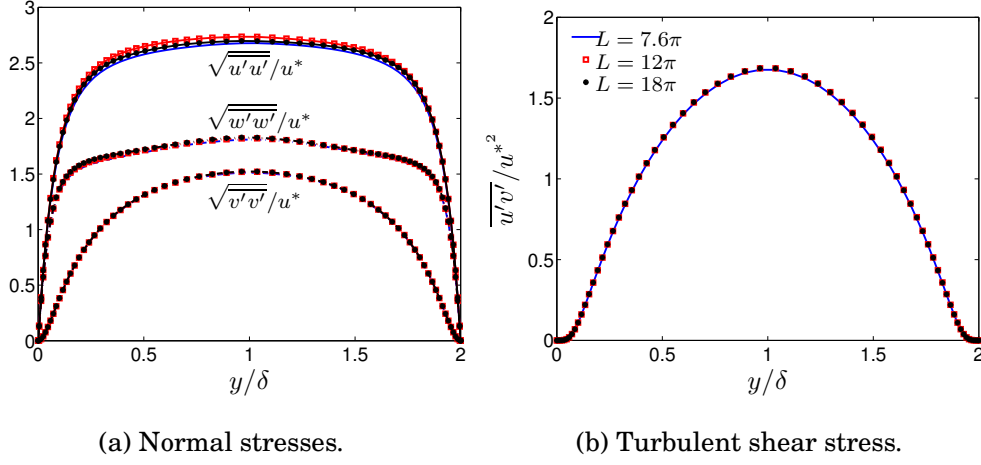 3
2.5
2
1.5
1
0.5
0
√u′u′/u*
√w′w′/u*
√v′v′/u*
0 0.5 1 1.5 2
y/δ
(a) Normal stresses.
2
1.5
1
0.5
0
u′v′/u*²
L = 7.6π
L = 12π
L = 18π
0 0.5 1 1.5 2
y/δ
(b) Turbulent shear stress.